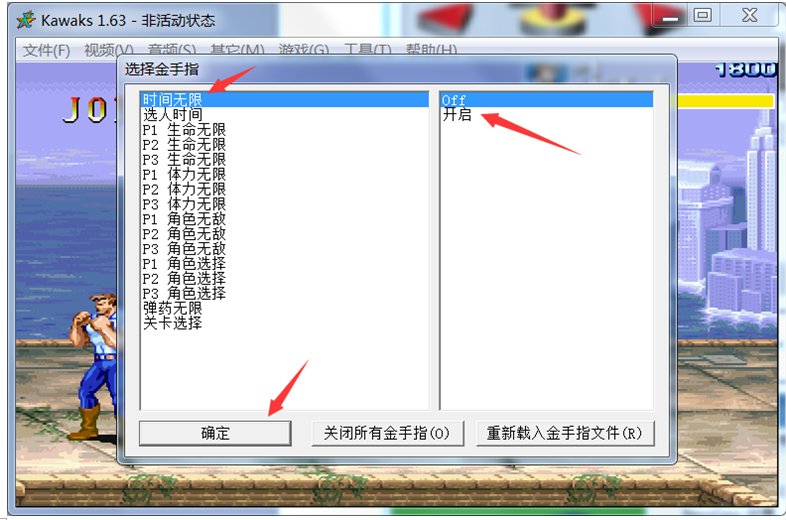 Kawaks 1.63 - 非活动状态
文件(F) 视频(V) 音频(S) 其它(M) 游戏(G) 工具(T) 帮助(H)
1800
JO
选择金手指
时间无限
选人时间
P1 生命无限
P2 生命无限
P3 生命无限
P1 体力无限
P2 体力无限
P3 体力无限
P1 角色无敌
P2 角色无敌
P3 角色无敌
P1 角色选择
P2 角色选择
P3 角色选择
弹药无限
关卡选择
Off
开启
确定
关闭所有金手指(O)
重新载入金手指文件(R)